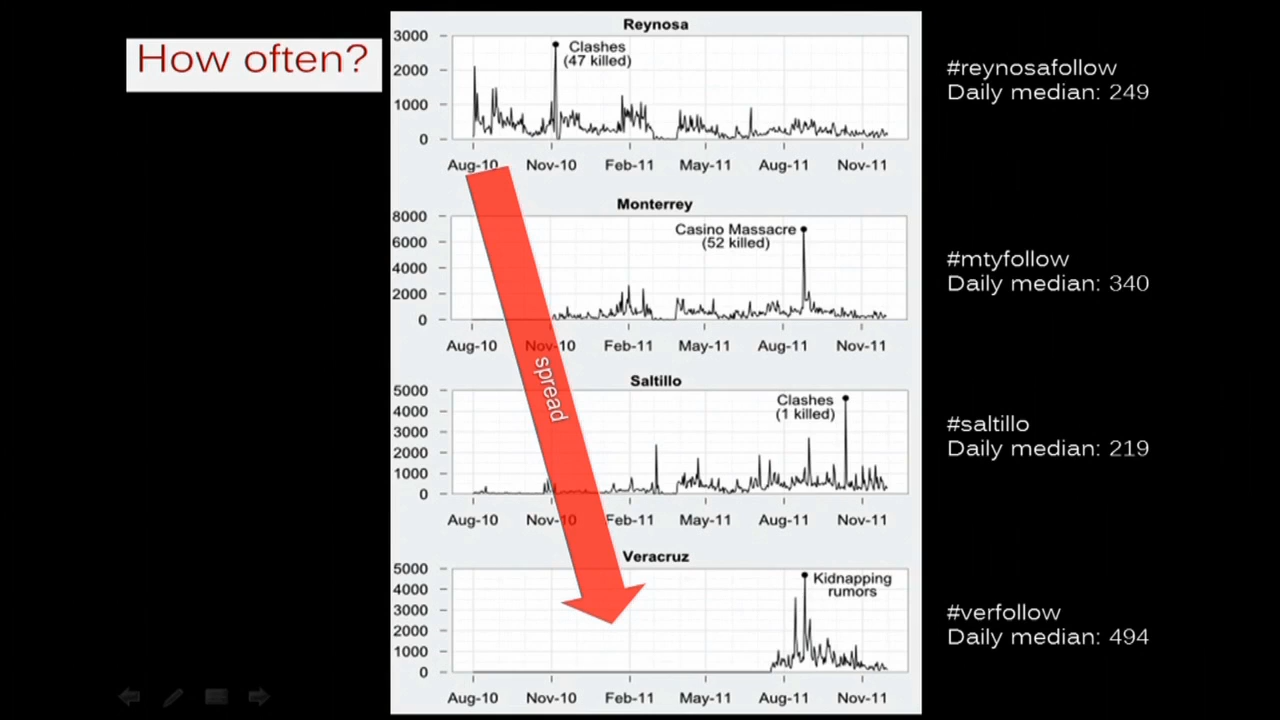 How often?
Reynosa
3000
2000
1000
0
Clashes
(47 killed)
Aug-10 Nov-10 Feb-11 May-11 Aug-11 Nov-11
#reynosafollow
Daily median: 249
Monterrey
8000
6000
4000
2000
0
Casino Massacre
(52 killed)
Aug-10 Nov-10 Feb-11 May-11 Aug-11 Nov-11
#mtyfollow
Daily median: 340
spread
Saltillo
5000
4000
3000
2000
1000
0
Clashes
(1 killed)
Aug-10 Nov-10 Feb-11 May-11 Aug-11 Nov-11
#saltillo
Daily median: 219
Veracruz
5000
4000
3000
2000
1000
0
Kidnapping
rumors
Aug-10 Nov-10 Feb-11 May-11 Aug-11 Nov-11
#verfollow
Daily median: 494